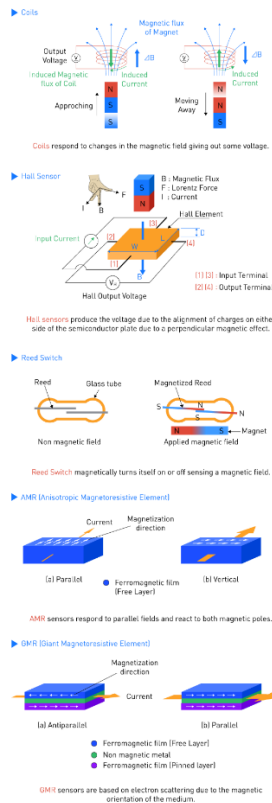 Coils
Magnetic flux
of Magnet
Output
Voltage
V
ΔB
ΔB
Induced Magnetic
flux of Coil
Induced
Current
Induced
Current
Approching
N
S
S
Moving
Away
N
N
S
Coils respond to changes in the magnetic field giving out some voltage.
Hall Sensor
B : Magnetic Flux
F : Lorentz Force
I : Current
F
I
B
S
N
Hall Element
Input Current
[3]
[2]
[4]
[1]
W
L
B
[1] [3] : Input Terminal
[2] [4] : Output Terminal
Hall Output Voltage
Hall sensors produce the voltage due to the alignment of charges on either
side of the semiconductor plate due to a perpendicular magnetic effect.
Reed Switch
Reed
Glass tube
Magnetized Reed
S
N
S
N
N
S
Magnet
Non magnetic field
Applied magnetic field
Reed Switch magnetically turns itself on or off sensing a magnetic field.
AMR [Anisotropic Magnetoresistive Element]
Current
Magnetization
direction
(a) Parallel
(b) Vertical
Ferromagnetic film
(Free Layer)
AMR sensors respond to parallel fields and react to both magnetic poles.
GMR [Giant Magnetoresistive Element]
Magnetization
direction
Current
(a) Antiparallel
(b) Parallel
Ferromagnetic film [Free Layer]
Non magnetic metal
Ferromagnetic film [Pinned layer]
GMR sensors are based on electron scattering due to the magnetic
orientation of the medium.